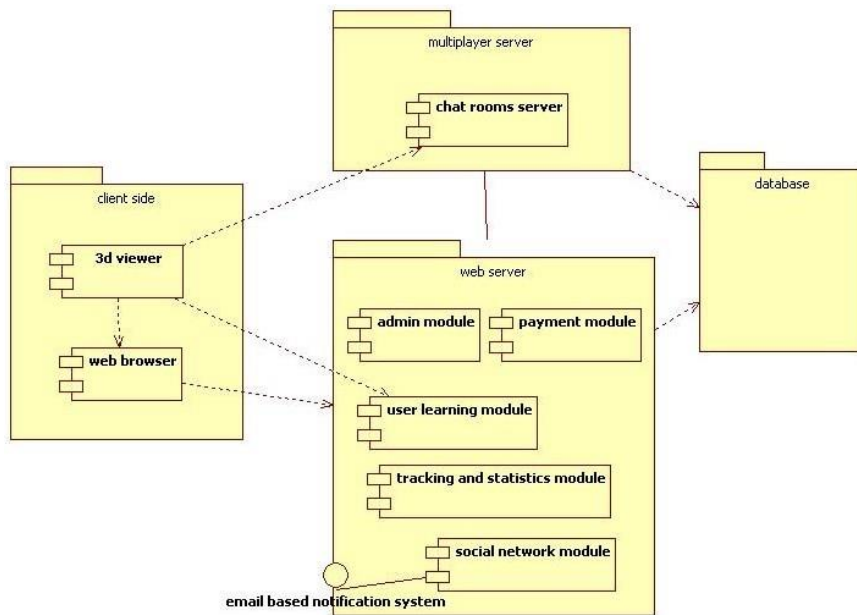 multiplayer server
chat rooms server
client side
3d viewer
web browser
database
web server
admin module
payment module
user learning module
tracking and statistics module
social network module
email based notification system